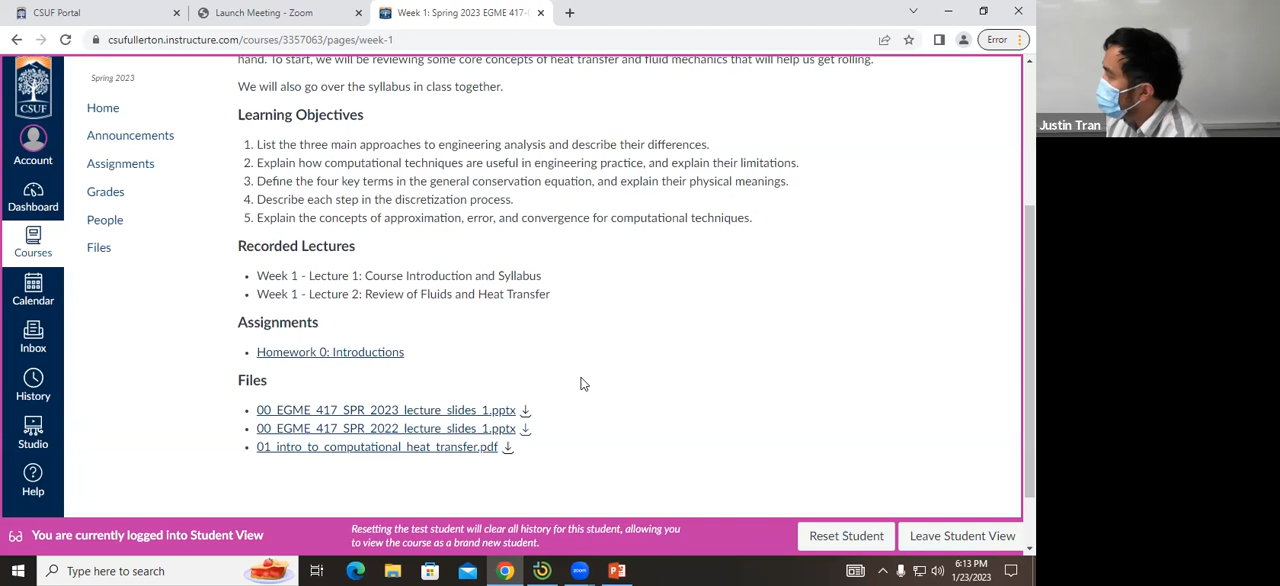 CSUF Portal
Launch Meeting - Zoom
Week 1: Spring 2023 EGME 417-
csufullerton.instructure.com/courses/3357063/pages/week-1
Error
hand. To start, we will be reviewing some core concepts of heat transfer and fluid mechanics that will help us get rolling.
We will also go over the syllabus in class together.
Learning Objectives
1. List the three main approaches to engineering analysis and describe their differences.
2. Explain how computational techniques are useful in engineering practice, and explain their limitations.
3. Define the four key terms in the general conservation equation, and explain their physical meanings.
4. Describe each step in the discretization process.
5. Explain the concepts of approximation, error, and convergence for computational techniques.
Recorded Lectures
• Week 1 - Lecture 1: Course Introduction and Syllabus
• Week 1 - Lecture 2: Review of Fluids and Heat Transfer
Assignments
• Homework 0: Introductions
Files
• 00_EGME_417_SPR_2023_lecture_slides_1.pptx
• 00_EGME_417_SPR_2022_lecture_slides_1.pptx
• 01_intro_to_computational_heat_transfer.pdf
CSUF
Account
Dashboard
Courses
Calendar
Inbox
History
Studio
Help
Spring 2023
Home
Announcements
Assignments
Grades
People
Files
Justin Tran
You are currently logged into Student View
Resetting the test student will clear all history for this student, allowing you
to view the course as a brand new student.
Reset Student
Leave Student View
Type here to search
zoom
6:13 PM
1/23/2023